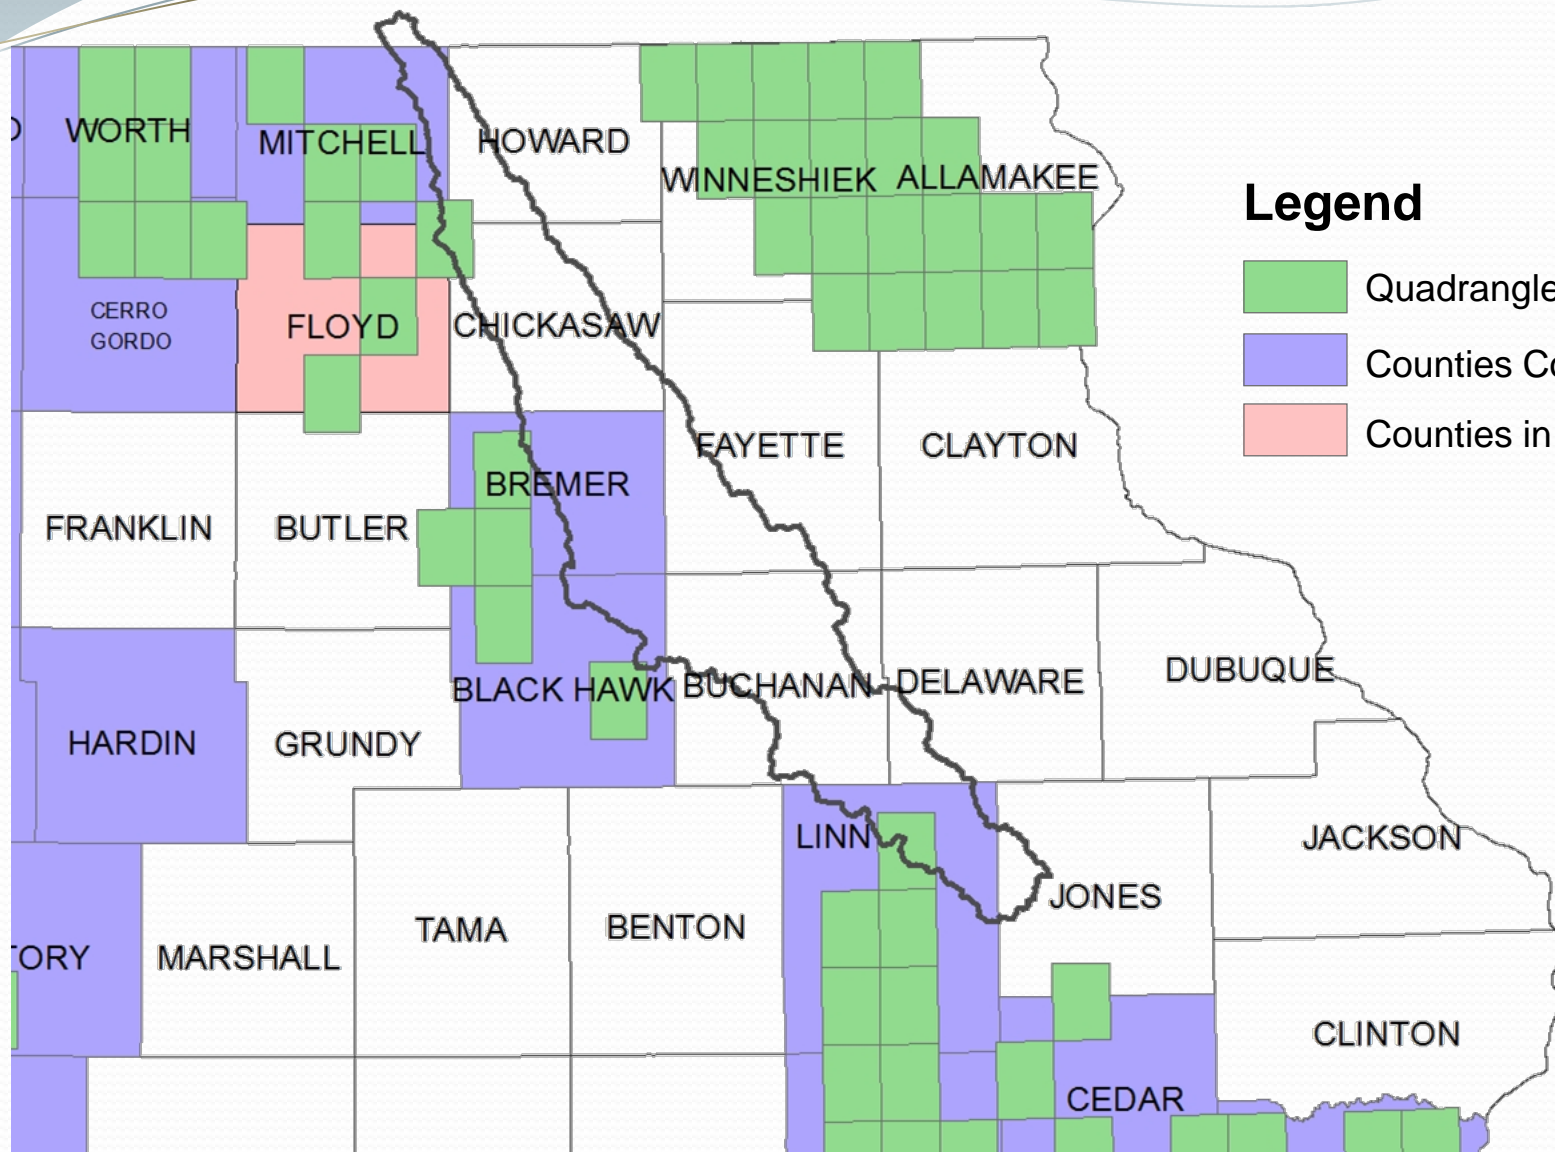 WORTH
MITCHELL
HOWARD
WINNESHIEK
ALLAMAKEE
Legend
Quadrangle
CERRO
GORDO
FLOYD
CHICKASAW
Counties
Counties in
FRANKLIN
BUTLER
BREMER
FAYETTE
CLAYTON
HARDIN
GRUNDY
BLACK HAWK
BUCHANAN
DELAWARE
DUBUQUE
LINN
JONES
JACKSON
TORY
MARSHALL
TAMA
BENTON
CEDAR
CLINTON